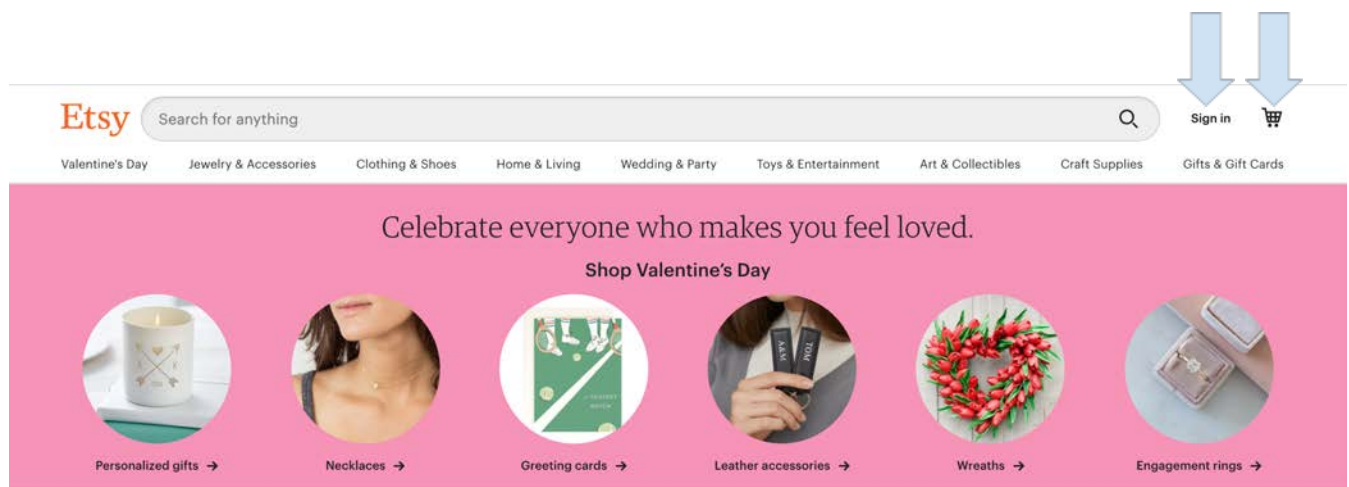 Etsy
Search for anything
Sign in
Valentine's Day Jewelry & Accessories Clothing & Shoes Home & Living Wedding & Party Toys & Entertainment Art & Collectibles Craft Supplies Gifts & Gift Cards
Celebrate everyone who makes you feel loved.
Shop Valentine's Day
A&M TOM
Personalized gifts → Necklaces → Greeting cards → Leather accessories → Wreaths → Engagement rings →